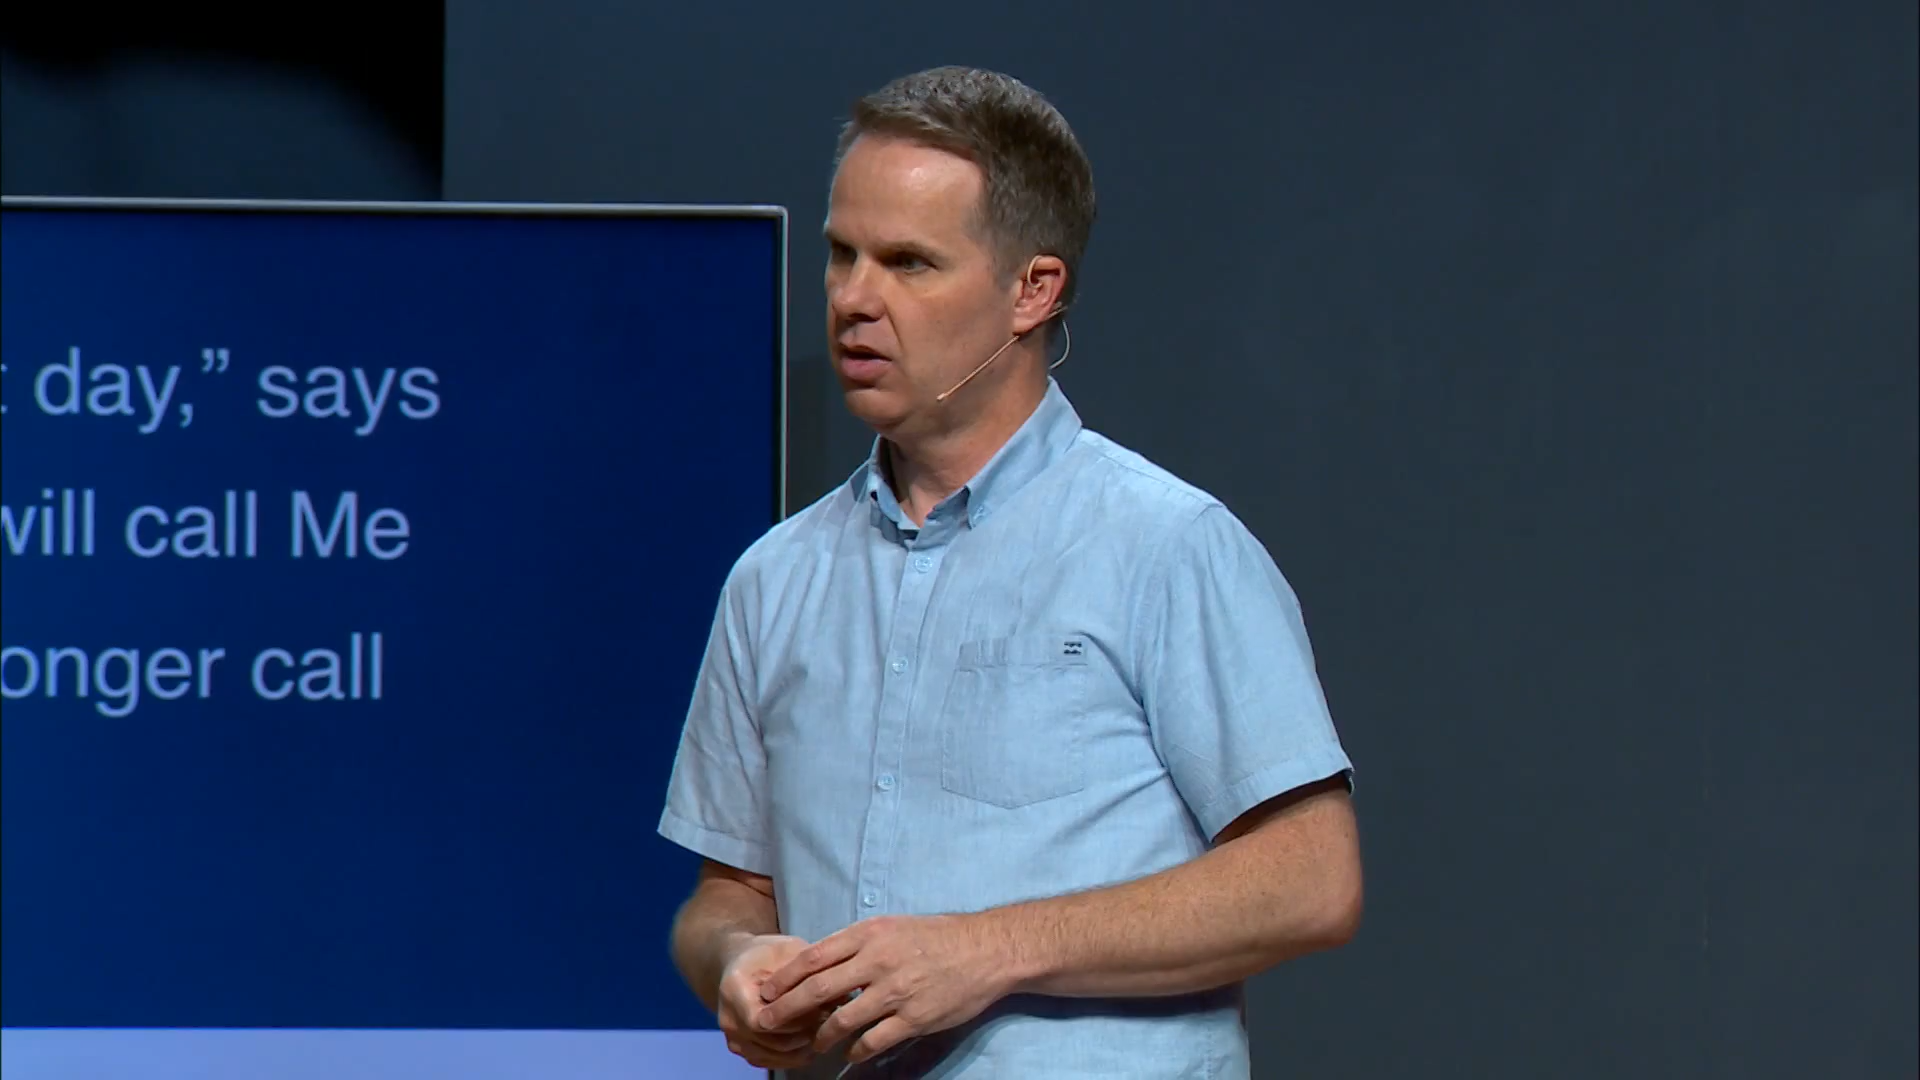 day,” says
will call Me
onger call